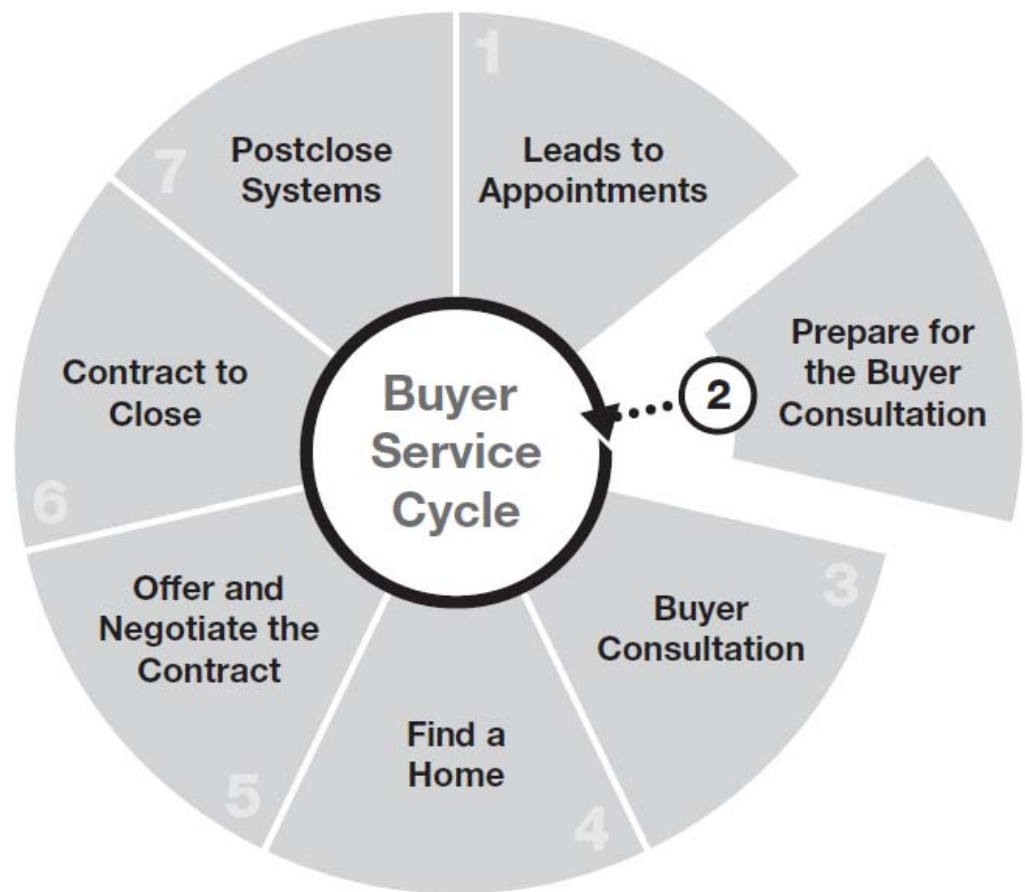 1
Leads to
Appointments
2
Prepare for
the Buyer
Consultation
3
Buyer
Consultation
4
Find a
Home
5
Offer and
Negotiate the
Contract
6
Contract to
Close
7
Postclose
Systems
Buyer
Service
Cycle